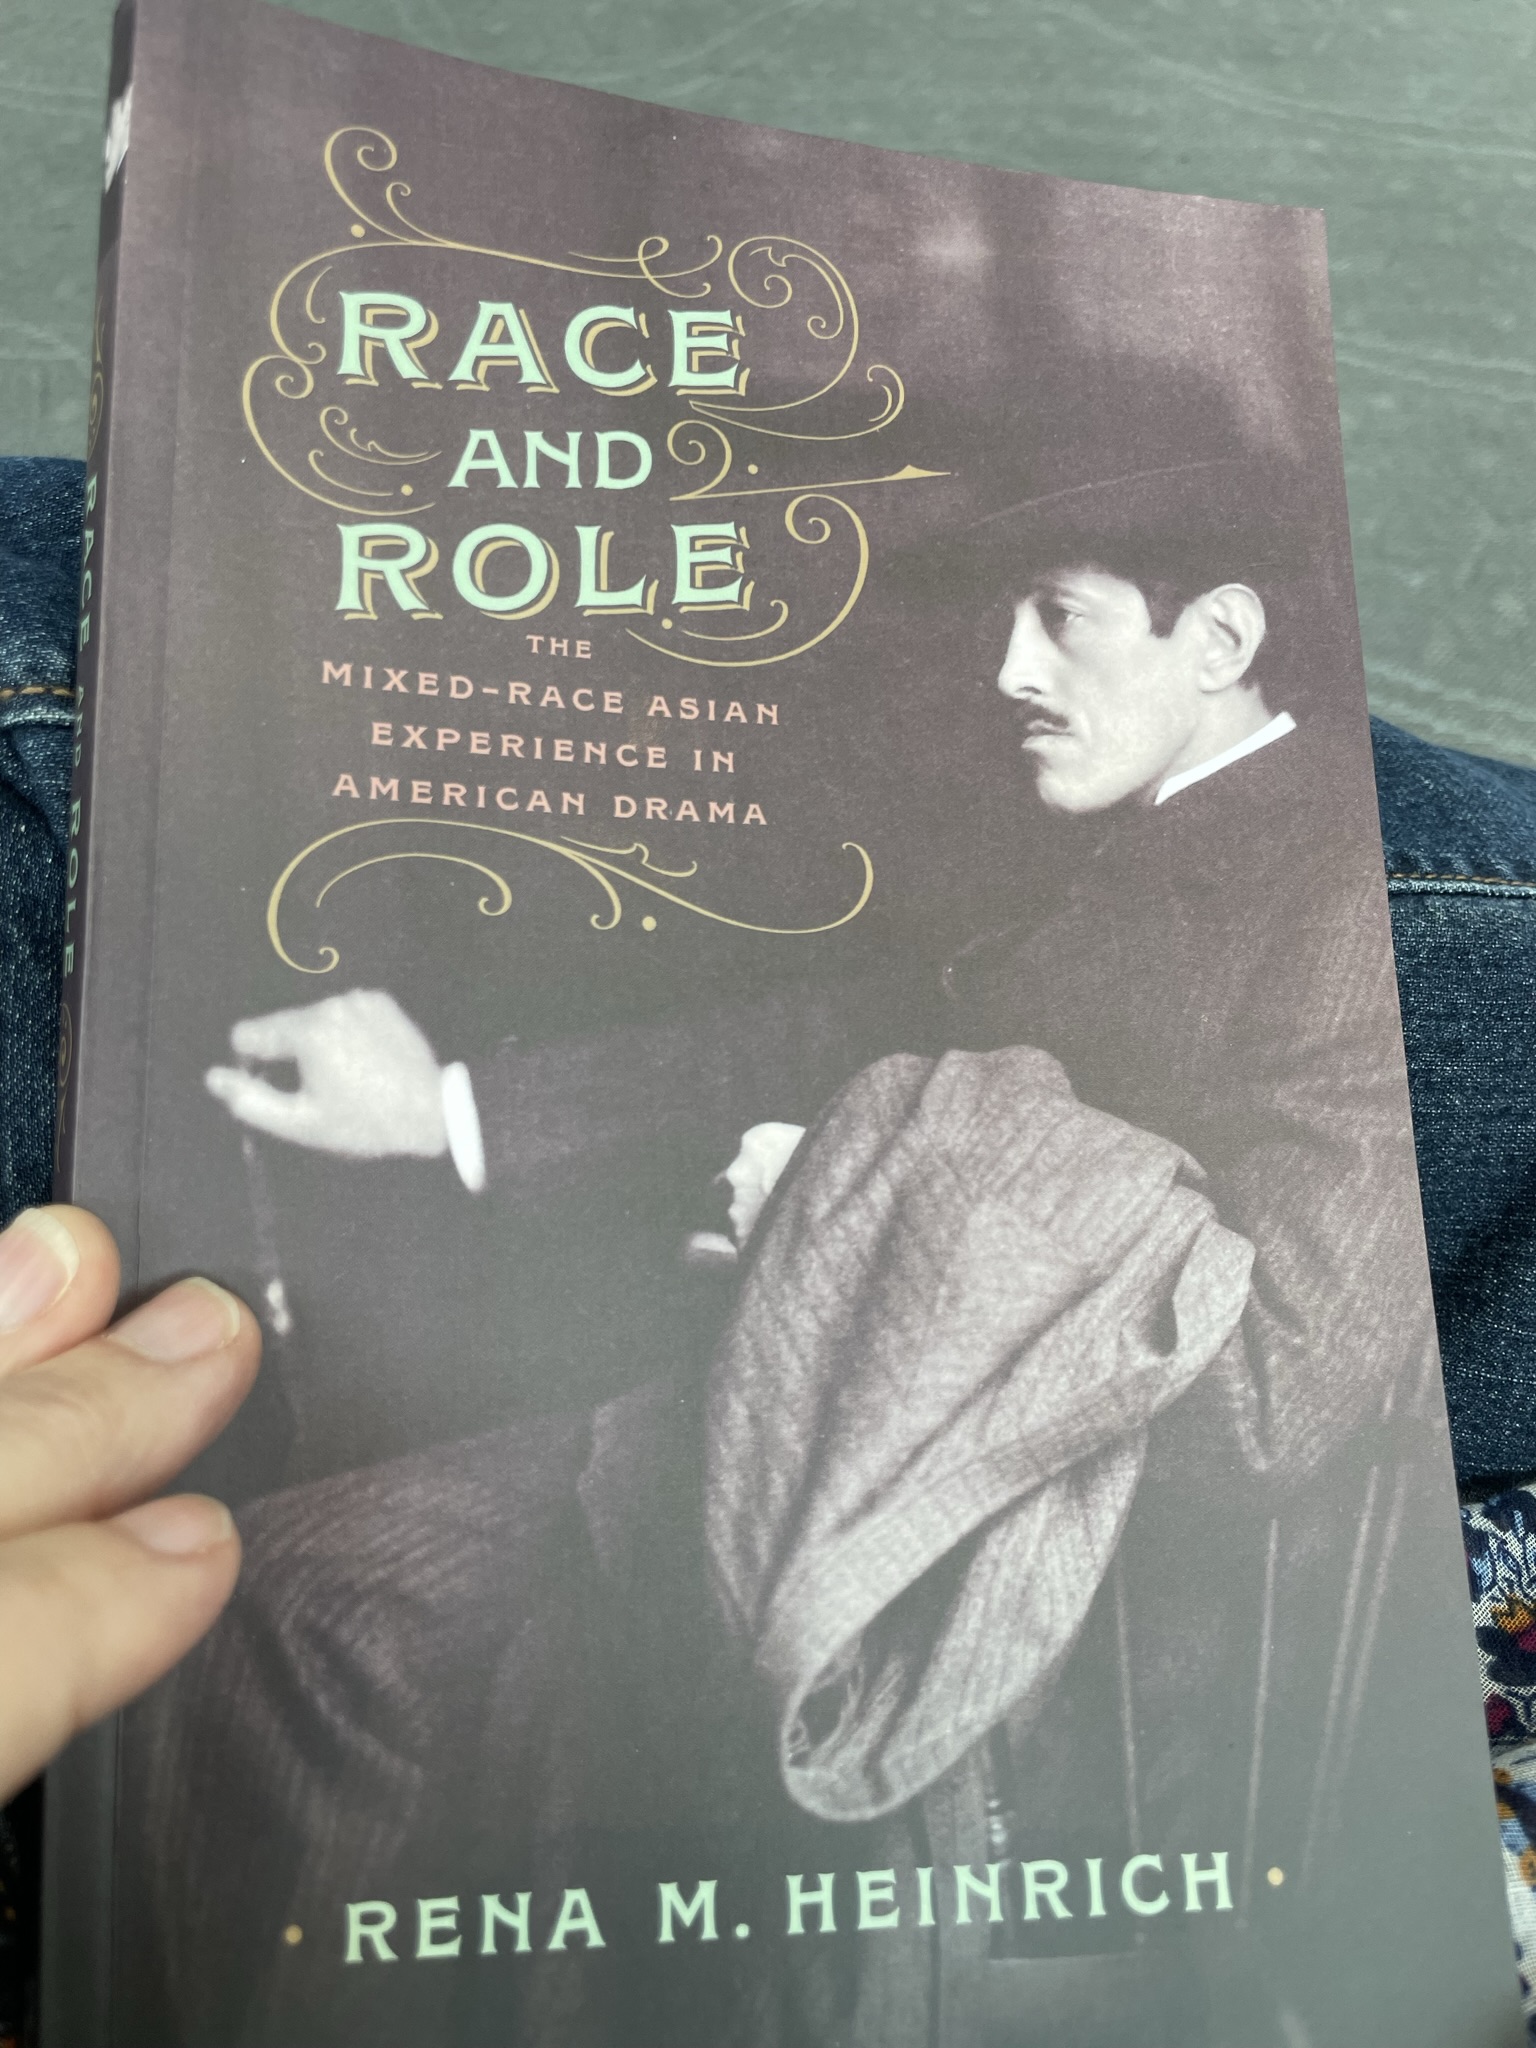 RACE
AND
ROLE
THE
MIXED-RACE ASIAN
EXPERIENCE IN
AMERICAN DRAMA
RENA M. HEINRICH
RACE AND ROLE